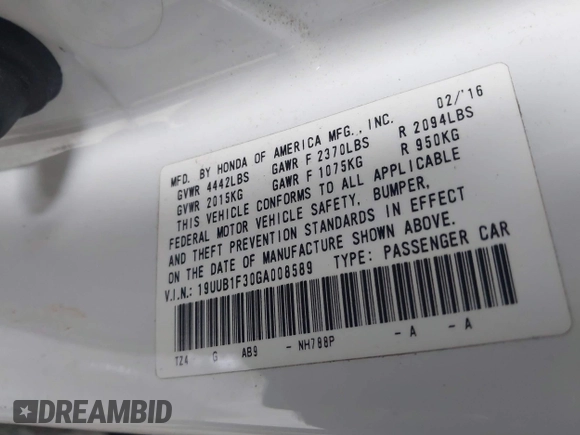 MFD. BY HONDA OF AMERICA MFG., INC. 02/'16
GVWR 4442LBS GAWR F 2370LBS R 2094LBS
GVWR 2015KG GAWR F 1075KG R 950KG
THIS VEHICLE CONFORMS TO ALL APPLICABLE
FEDERAL MOTOR VEHICLE SAFETY, BUMPER,
AND THEFT PREVENTION STANDARDS IN EFFECT
ON THE DATE OF MANUFACTURE SHOWN ABOVE.
V.I.N.: 19UUB1F30GA008589 TYPE: PASSENGER CAR
TZ4 G AB9 - NH788P - A - A
DREAMBID